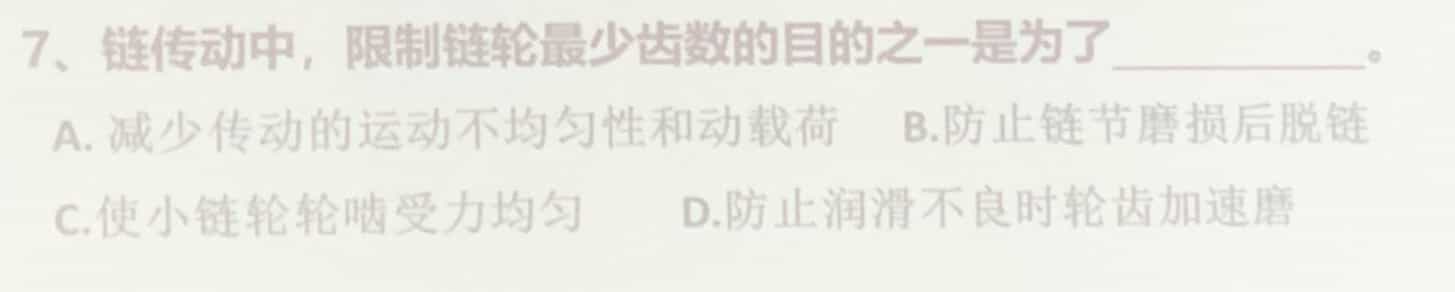 7、链传动中，限制链轮最少齿数的目的之一是为了__________。
A. 减少传动的运动不均匀性和动载荷 B.防止链节磨损后脱链
C.使小链轮轮啮受力均匀 D.防止润滑不良时轮齿加速磨